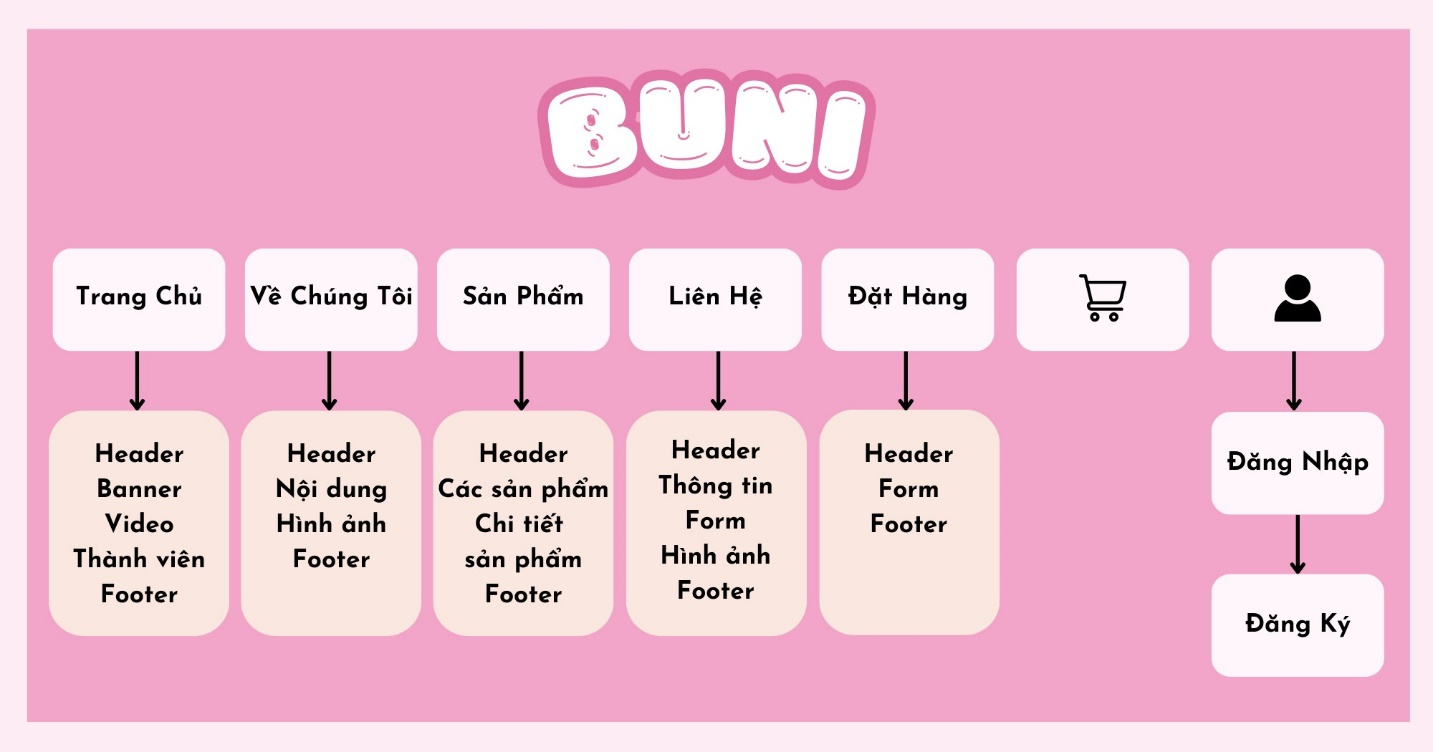 BUNI
Trang Chủ
Về Chúng Tôi
Sản Phẩm
Liên Hệ
Đặt Hàng
Header
Banner
Video
Thành viên
Footer
Header
Nội dung
Hình ảnh
Footer
Header
Các sản phẩm
Chi tiết
sản phẩm
Footer
Header
Thông tin
Form
Hình ảnh
Footer
Header
Form
Footer
Đăng Nhập
Đăng Ký